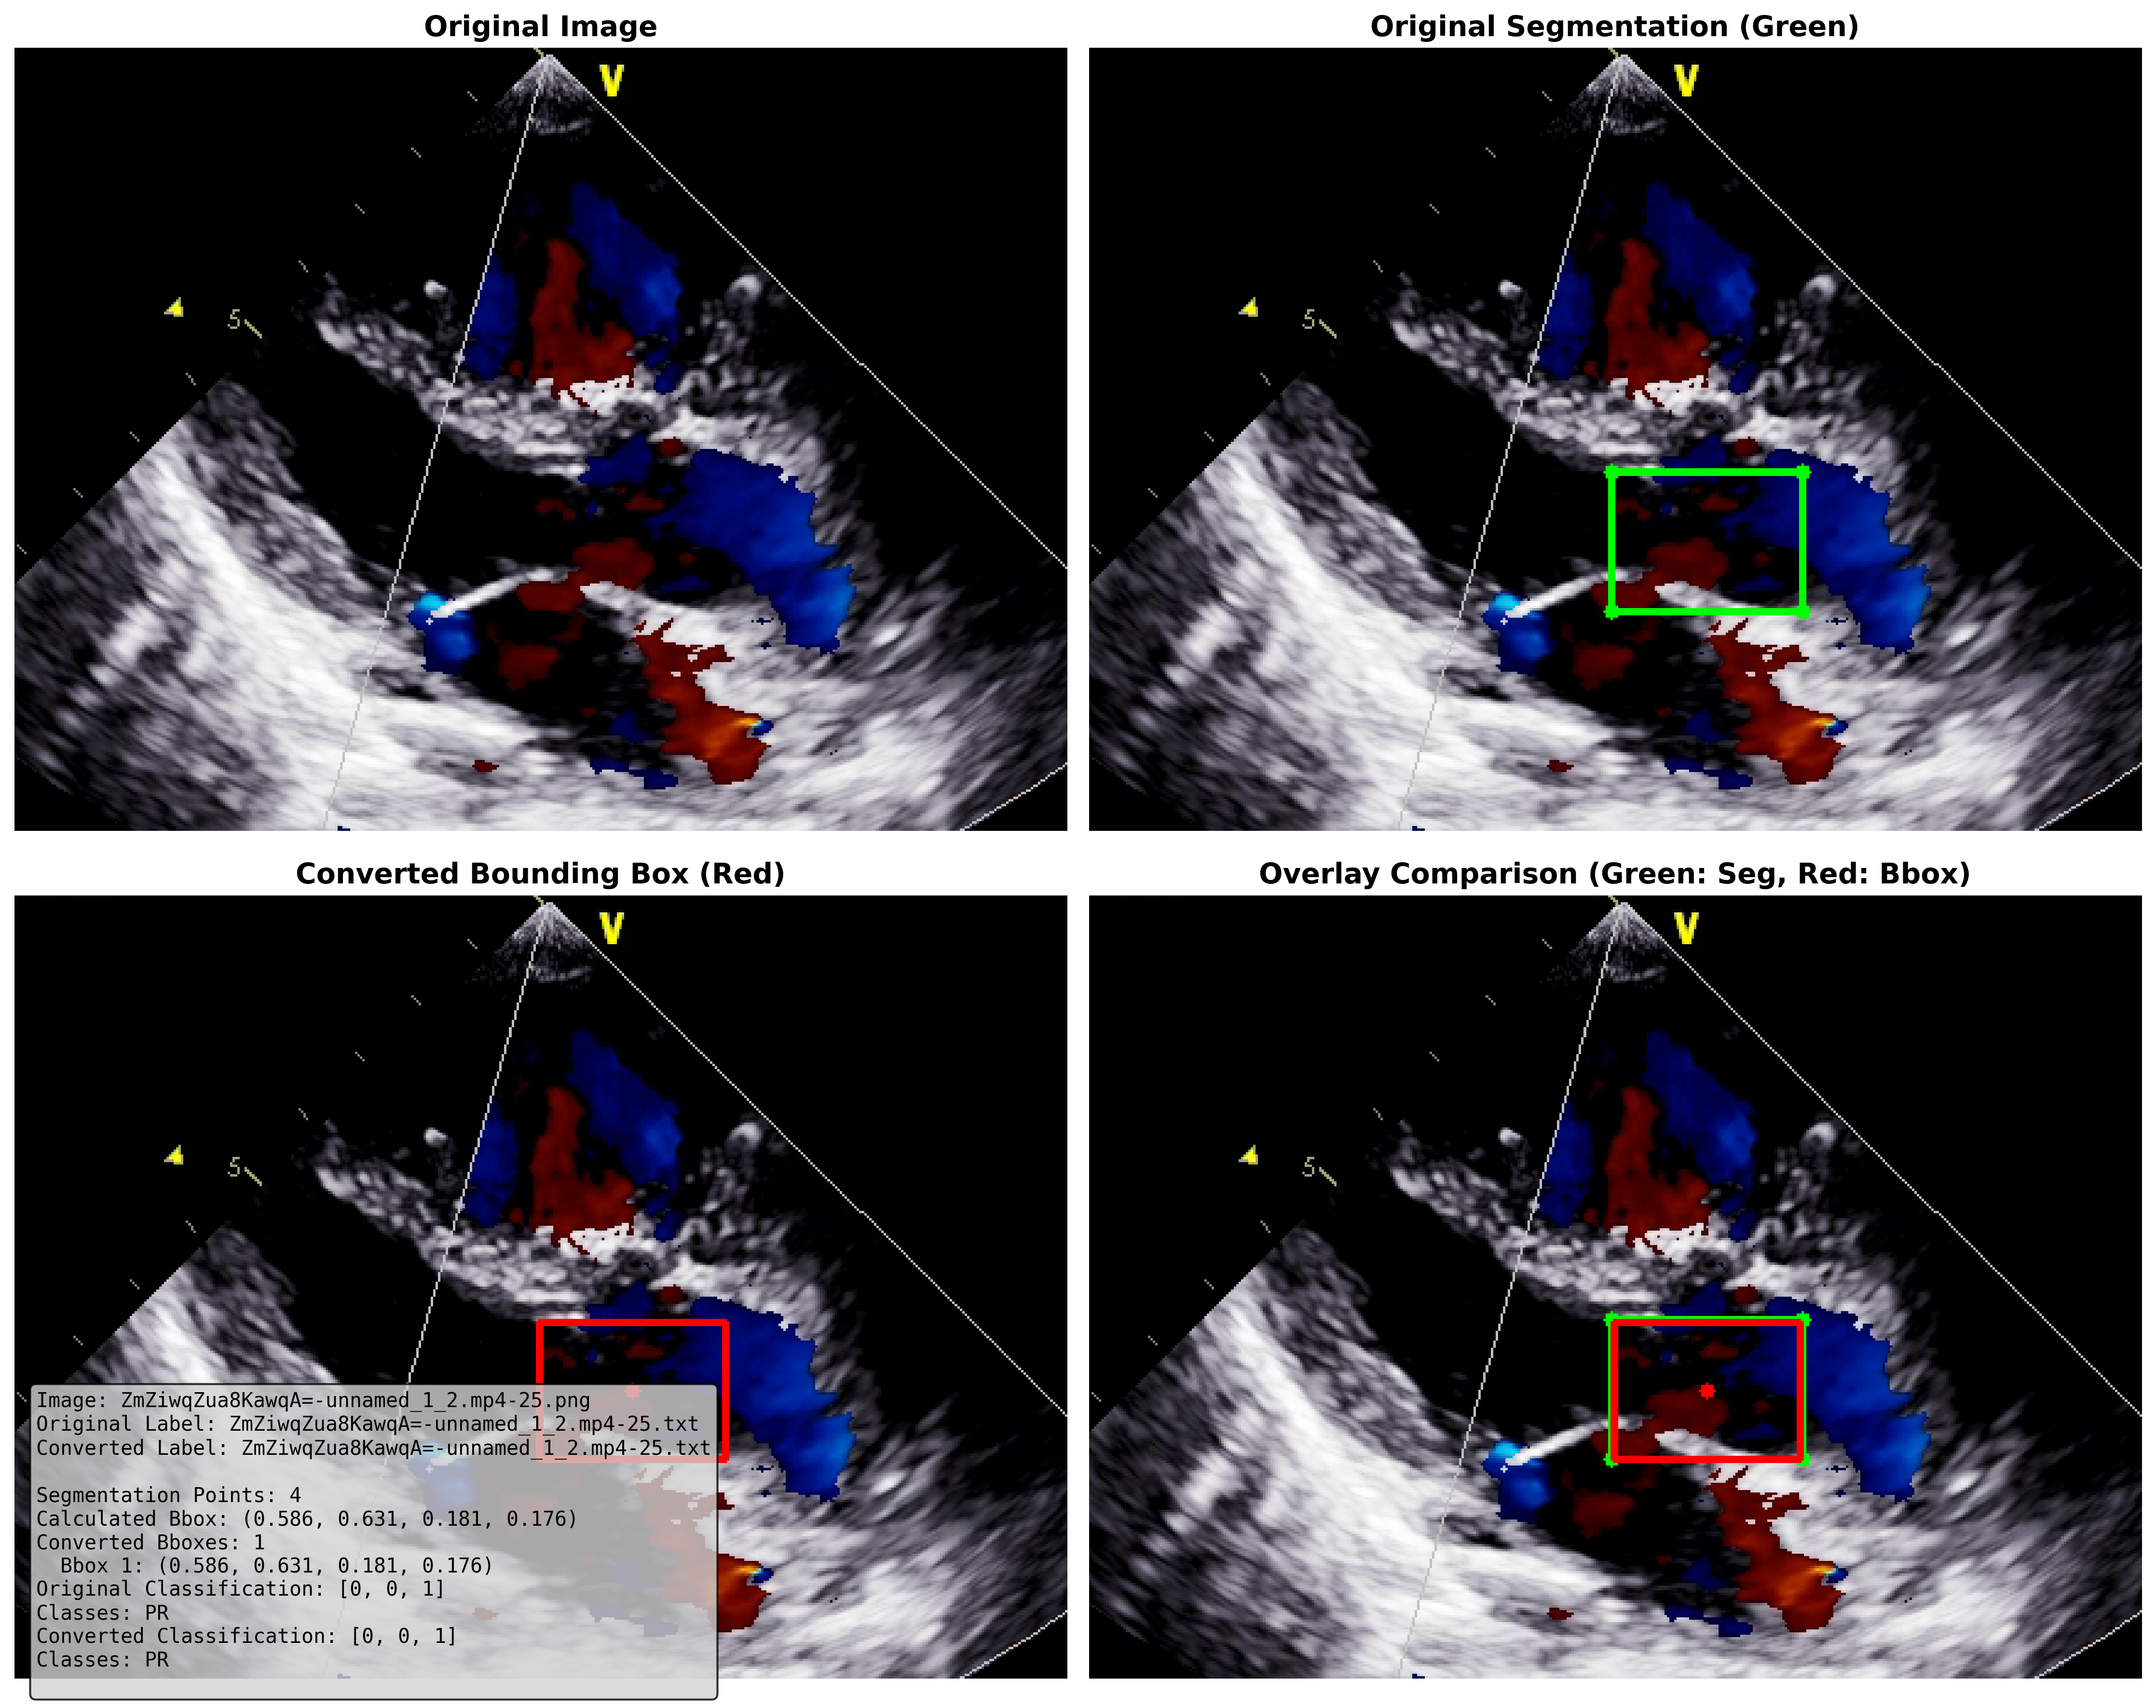 Original Image
Original Segmentation (Green)
V
5
V
5
Converted Bounding Box (Red)
Overlay Comparison (Green: Seg, Red: Bbox)
V
5
V
5
Image: ZmZiwqZua8KawqA=-unnamed_1_2.mp4-25.png
Original Label: ZmZiwqZua8KawqA=-unnamed_1_2.mp4-25.txt
Converted Label: ZmZiwqZua8KawqA=-unnamed_1_2.mp4-25.txt
Segmentation Points: 4
Calculated Bbox: (0.586, 0.631, 0.181, 0.176)
Converted Bboxes: 1
Bbox 1: (0.586, 0.631, 0.181, 0.176)
Original Classification: [0, 0, 1]
Classes: PR
Converted Classification: [0, 0, 1]
Classes: PR